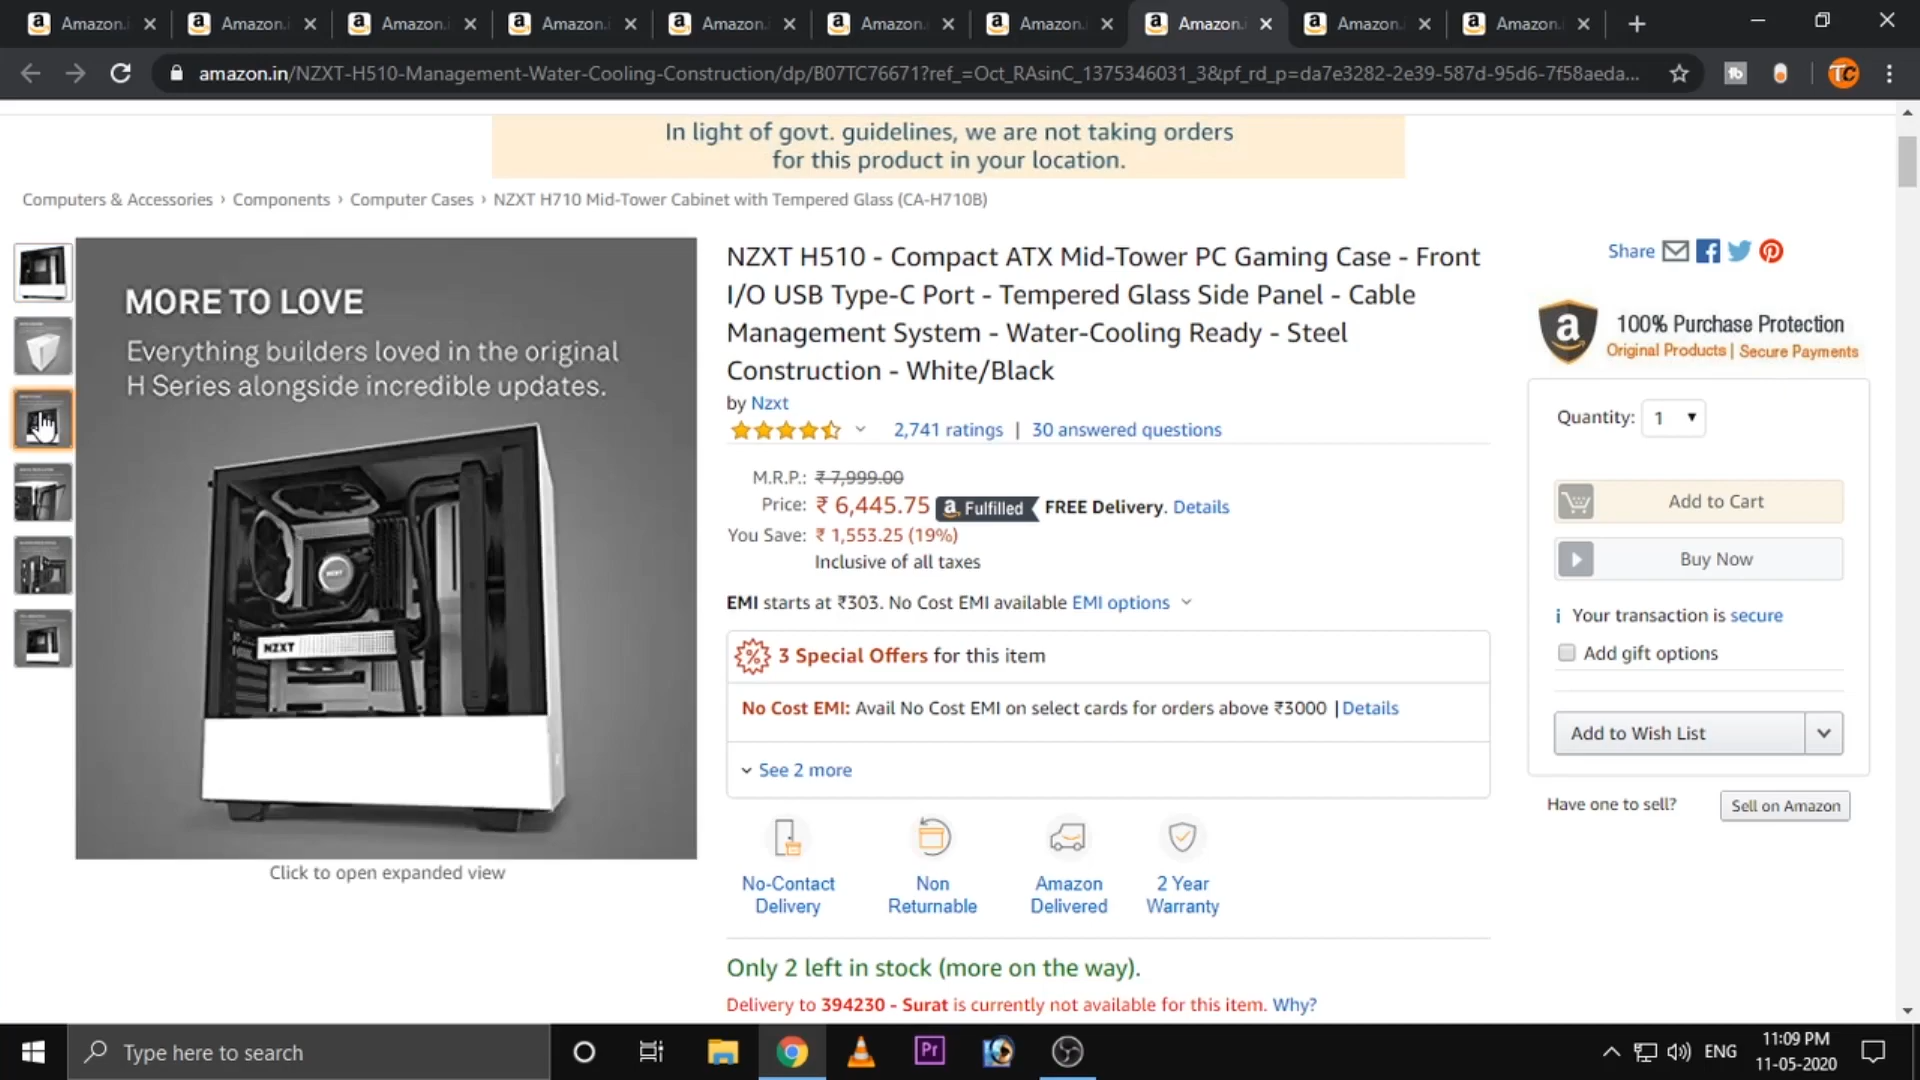 Amazon.i
Amazon.i
Amazon.i
Amazon.i
Amazon.
Amazon.
Amazon.
Amazon.i
Amazon.
Amazon.
amazon.in/NZXT-H510-Management-Water-Cooling-Construction/dp/B07TC76671?ref_=Oct_RAsinC_1375346031_3&pf_rd_p=da7e3282-2e39-587d-95d6-7f58aeda...
TC
In light of govt. guidelines, we are not taking orders
for this product in your location.
Computers & Accessories › Components › Computer Cases › NZXT H710 Mid-Tower Cabinet with Tempered Glass (CA-H710B)
MORE TO LOVE
Everything builders loved in the original
H Series alongside incredible updates.
NZXT
NZXT
Click to open expanded view
NZXT H510 - Compact ATX Mid-Tower PC Gaming Case - Front
I/O USB Type-C Port - Tempered Glass Side Panel - Cable
Management System - Water-Cooling Ready - Steel
Construction - White/Black
by Nzxt
2,741 ratings | 30 answered questions
M.R.P.: ₹ 7,999.00
Price: ₹ 6,445.75 a Fulfilled FREE Delivery. Details
You Save: ₹ 1,553.25 (19%)
Inclusive of all taxes
EMI starts at ₹303. No Cost EMI available EMI options
3 Special Offers for this item
No Cost EMI: Avail No Cost EMI on select cards for orders above ₹3000 | Details
See 2 more
No-Contact
Delivery
Non
Returnable
Amazon
Delivered
2 Year
Warranty
Only 2 left in stock (more on the way).
Delivery to 394230 - Surat is currently not available for this item. Why?
Share
100% Purchase Protection
Original Products | Secure Payments
Quantity: 1
Add to Cart
Buy Now
Your transaction is secure
Add gift options
Add to Wish List
Have one to sell? Sell on Amazon
Type here to search
Pr
ENG
11:09 PM
11-05-2020